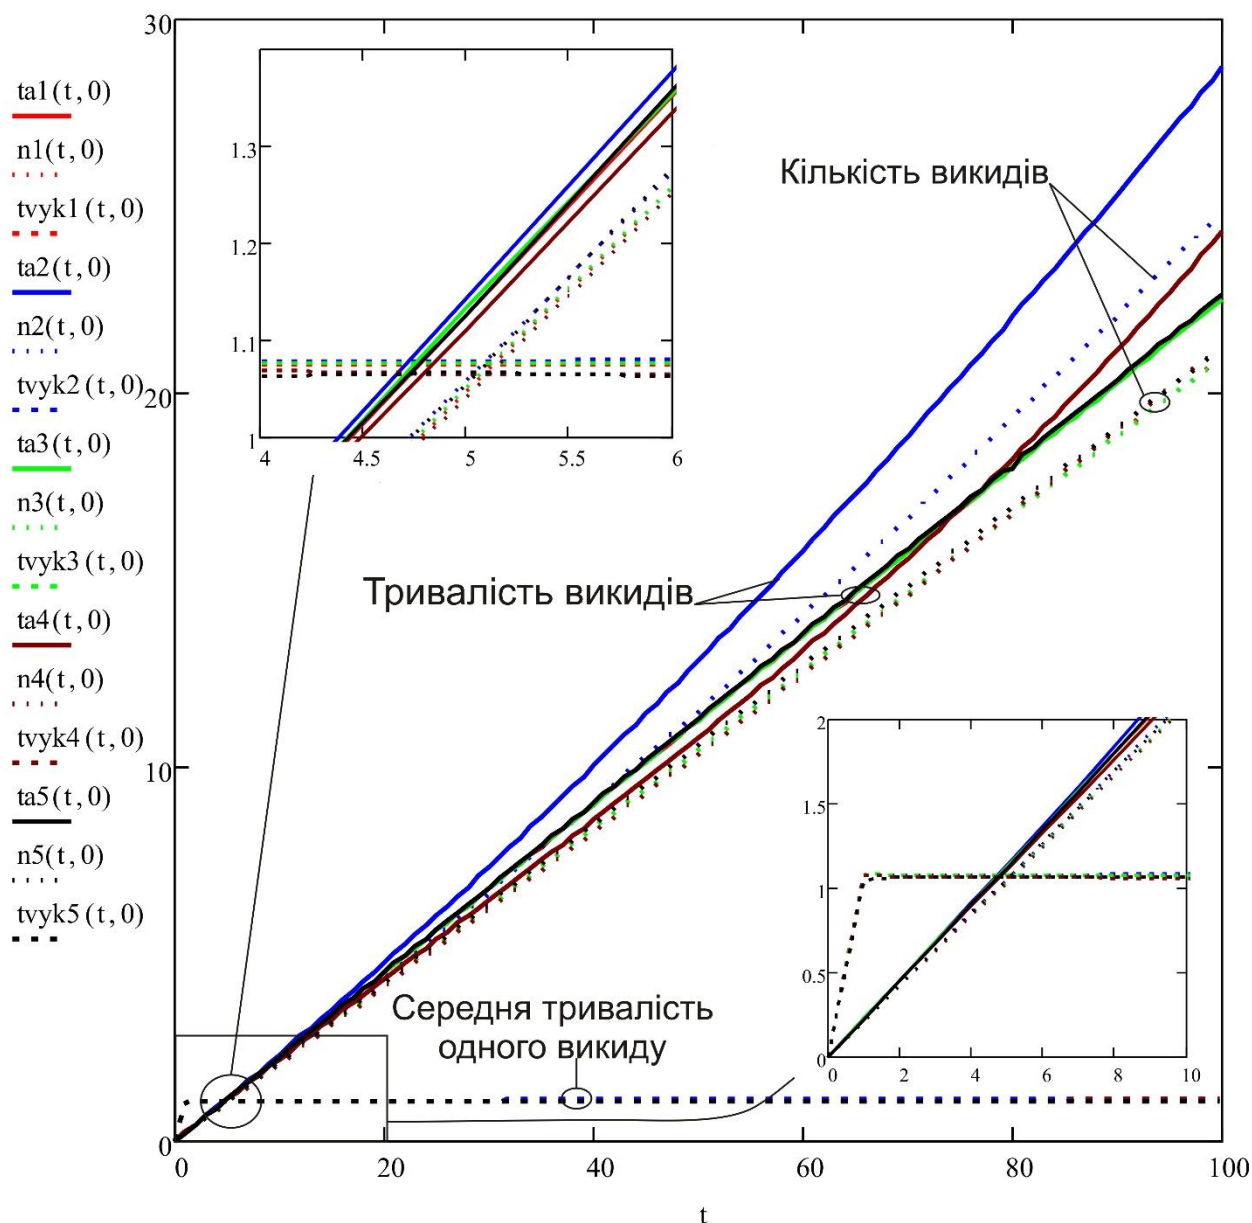 30
ta1(t,0)
n1(t,0)
tvyk1(t,0)
ta2(t,0)
n2(t,0)
tvyk2(t,0)
ta3(t,0)
n3(t,0)
tvyk3(t,0)
ta4(t,0)
n4(t,0)
tvyk4(t,0)
ta5(t,0)
n5(t,0)
tvyk5(t,0)
1.3
1.2
1.1
1
4 4.5 5 5.5 6
Кількість викидів
20
Тривалість викидів
10
2
1.5
1
0.5
0
0 2 4 6 8 10
Середня тривалість
одного викиду
0
0 20 40 60 80 100
t